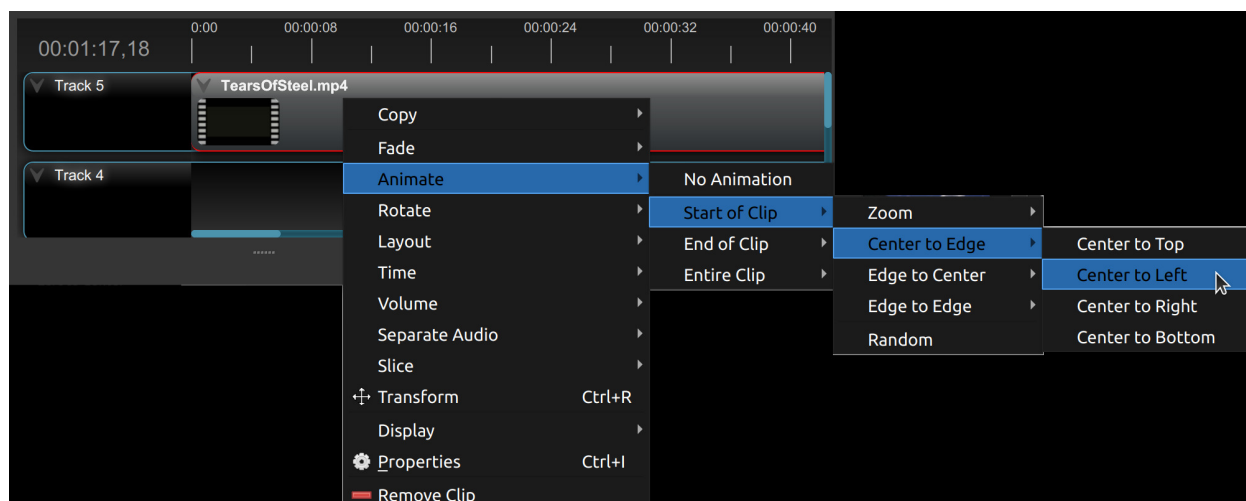 0:00 00:00:08 00:00:16 00:00:24 00:00:32 00:00:40
00:01:17,18
Track 5
TearsOfSteel.mp4
Track 4
Copy
Fade
Animate
Rotate
Layout
Time
Volume
Separate Audio
Slice
Transform Ctrl+R
Display
Properties Ctrl+I
Remove Clip
No Animation
Start of Clip
End of Clip
Entire Clip
Zoom
Center to Edge
Edge to Center
Edge to Edge
Random
Center to Top
Center to Left
Center to Right
Center to Bottom